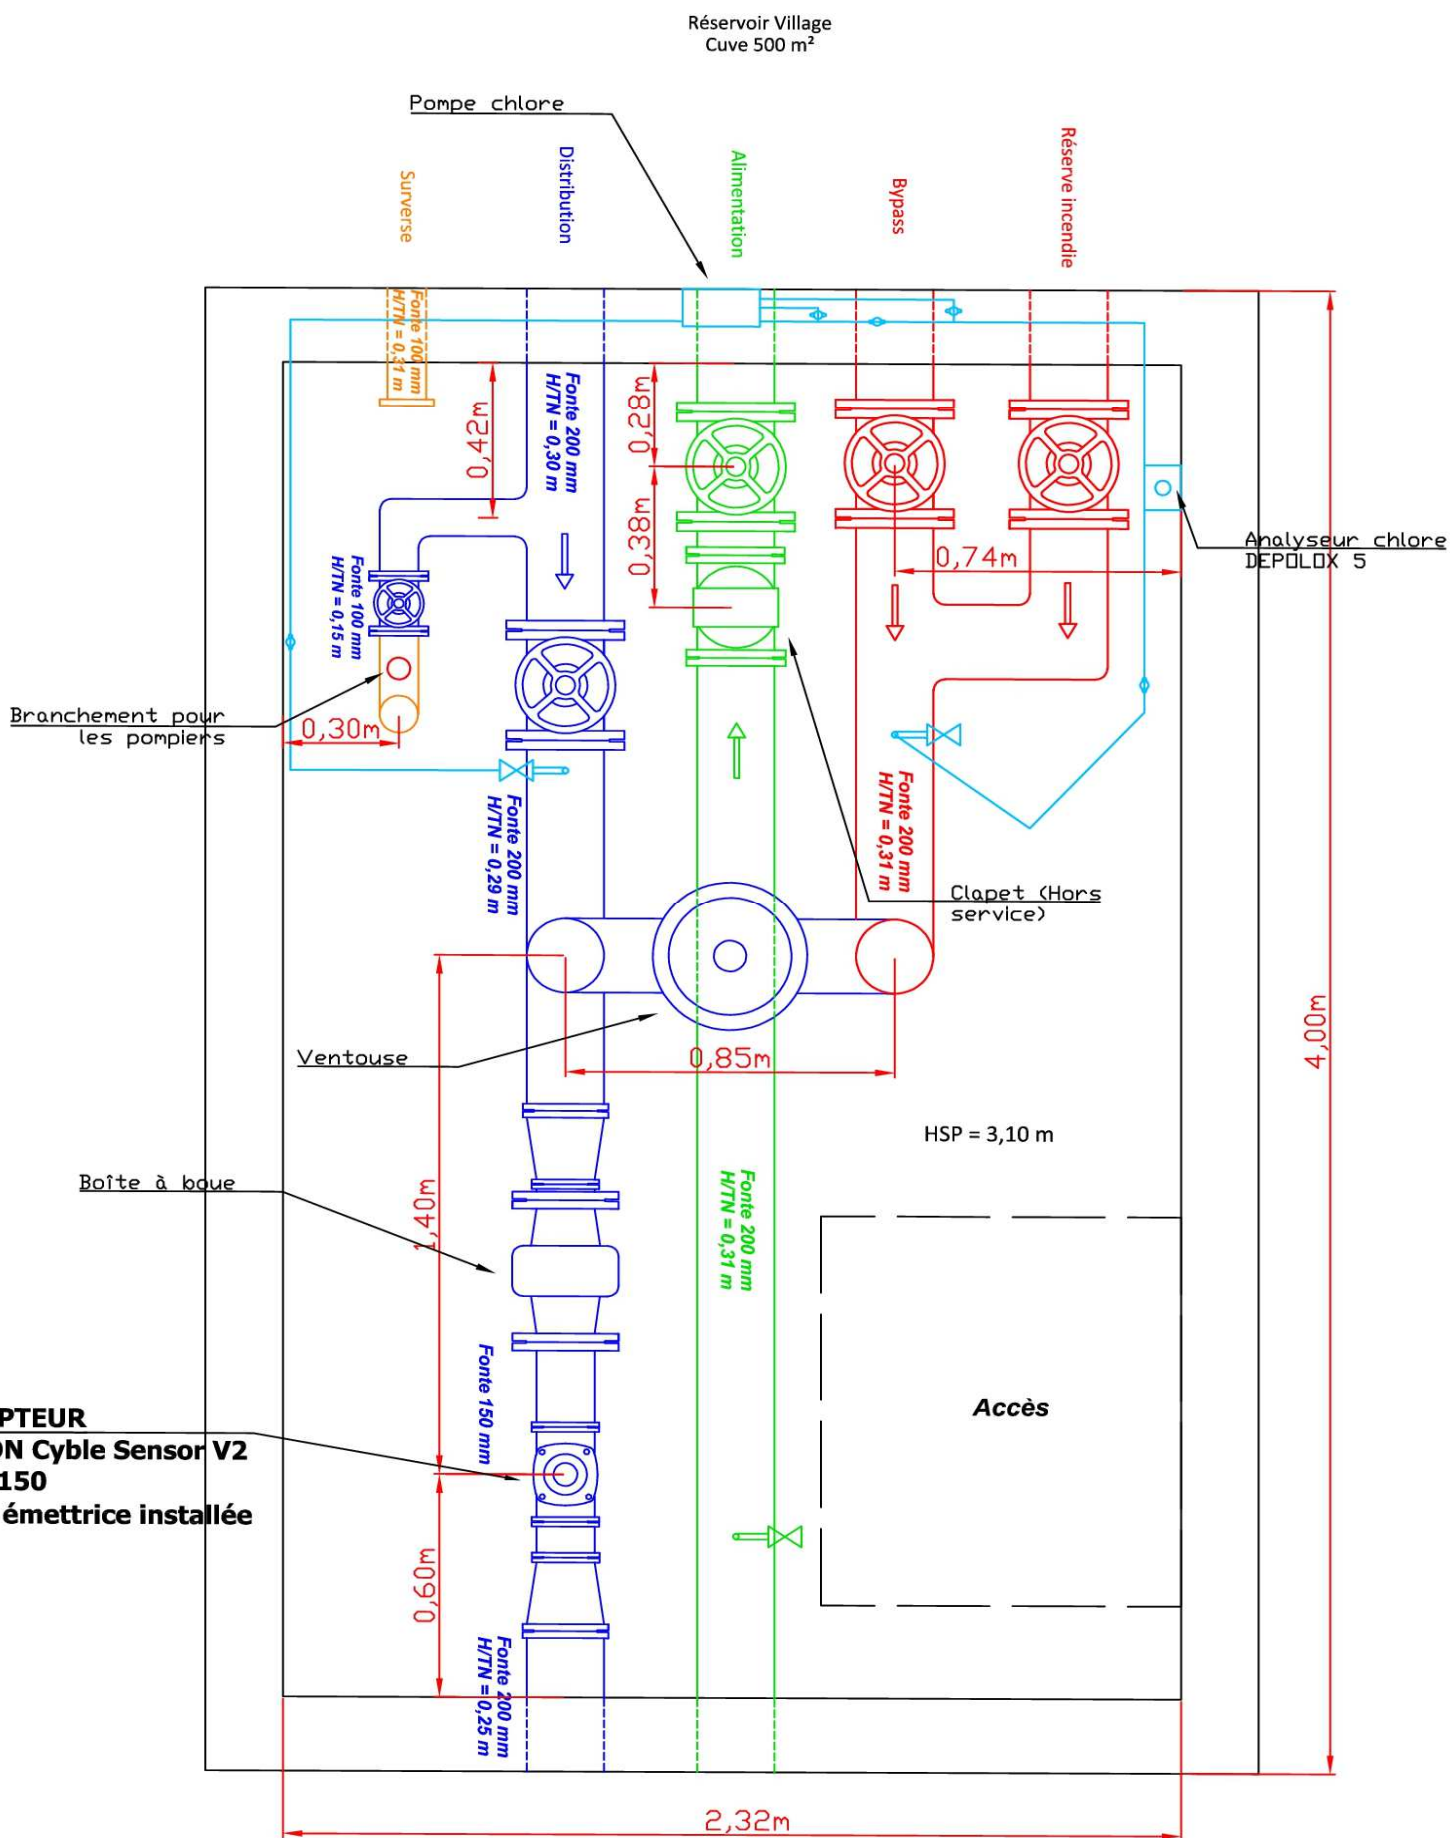 Réservoir Village
Cuve 500 m²
Pompe chlore
Surverse
Distribution
Alimentation
Bypass
Réserve incendie
Fonte 100 mm
H/TN = 0,31 m
0,42m
Fonte 200 mm
H/TN = 0,30 m
0,28m
0,38m
0,74m
Analyseur chlore
DEPOLOX 5
Fonte 100 mm
H/TN = 0,15 m
Branchement pour
les pompiers
0,30m
Fonte 200 mm
H/TN = 0,29 m
Fonte 200 mm
H/TN = 0,31 m
Clapet (Hors
service)
Ventouse
0,85m
4,00m
HSP = 3,10 m
Boîte à boue
1,40m
Fonte 200 mm
H/TN = 0,31 m
Fonte 150 mm
Accès
PTEUR
ON Cyble Sensor V2
150
émettrice installée
0,60m
Fonte 200 mm
H/TN = 0,25 m
2,32m